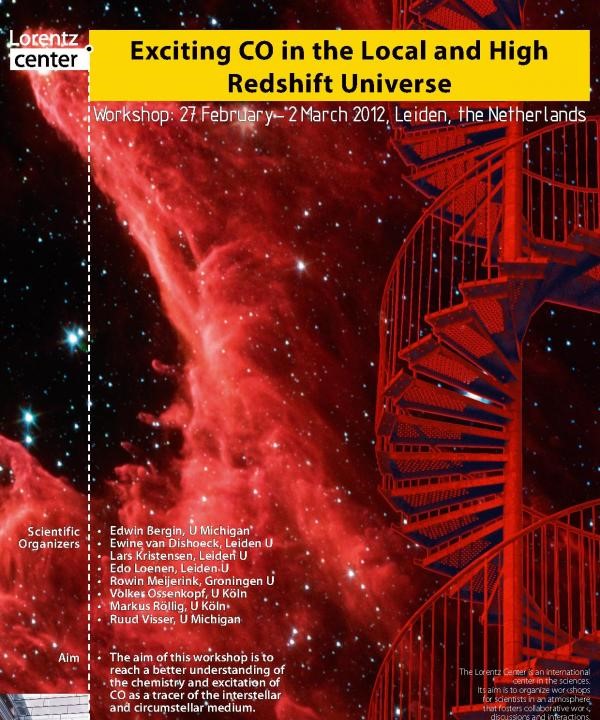 Lorentz
center
Exciting CO in the Local and High
Redshift Universe
Workshop: 27 February – 2 March 2012, Leiden, the Netherlands
Scientific
Organizers
• Edwin Bergin, U Michigan
• Ewine van Dishoeck, Leiden U
• Lars Kristensen, Leiden U
• Edo Loenen, Leiden U
• Rowin Meijerink, Groningen U
• Volker Ossenkopf, U Köln
• Markus Röllig, U Köln
• Ruud Visser, U Michigan
Aim
• The aim of this workshop is to
reach a better understanding of
the chemistry and excitation of
CO as a tracer of the interstellar
and circumstellar medium.
The Lorentz Center is an international
center in the sciences.
Its aim is to organize workshops
for scientists in an atmosphere
that fosters collaborative work,
discussions and interactions.